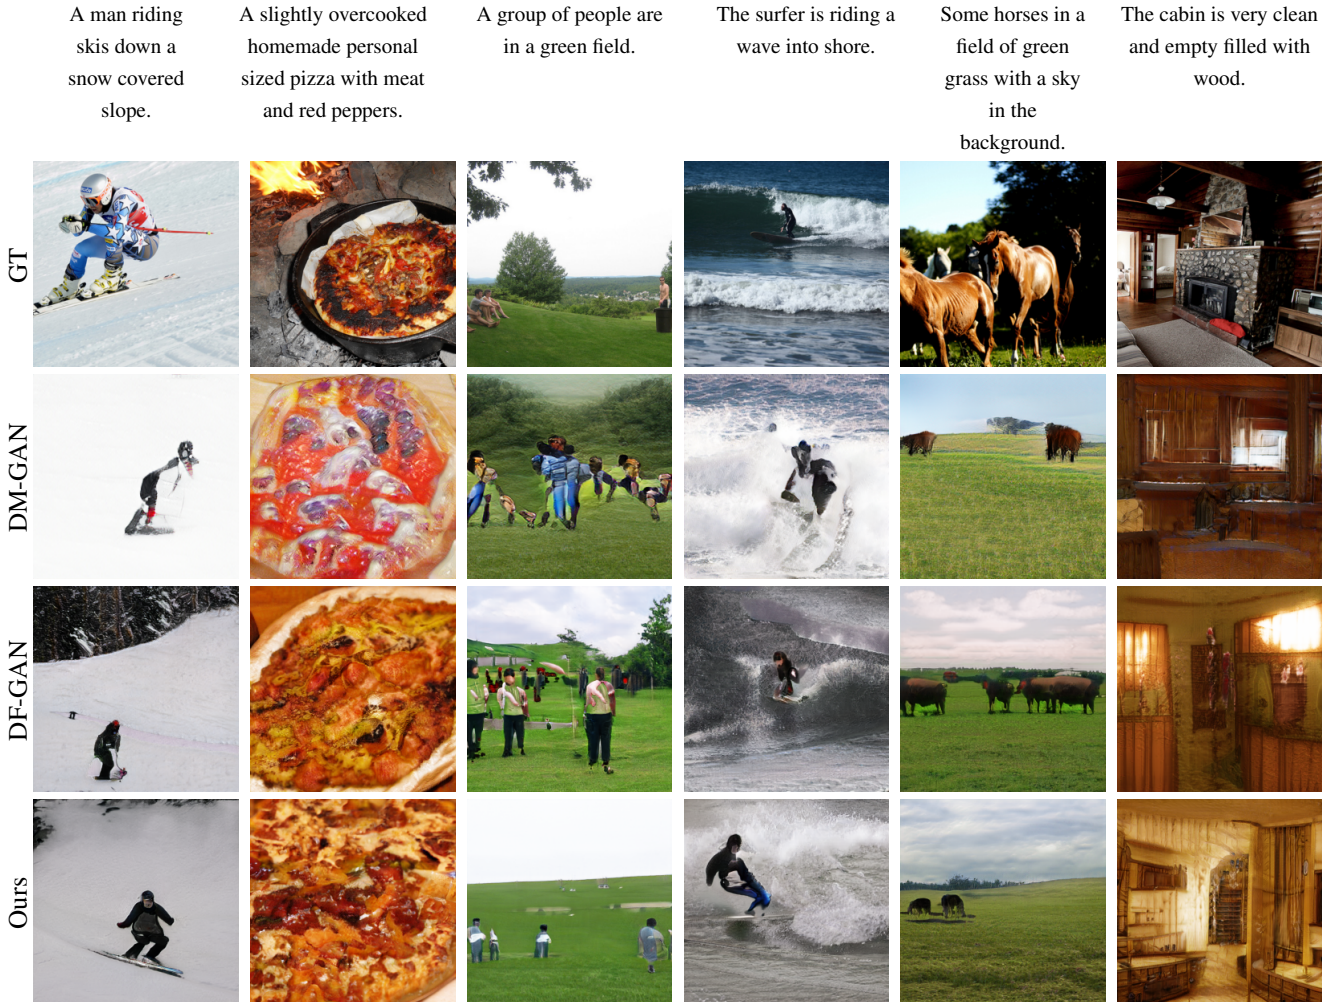 A man riding
skis down a
snow covered
slope.
A slightly overcooked
homemade personal
sized pizza with meat
and red peppers.
A group of people are
in a green field.
The surfer is riding a
wave into shore.
Some horses in a
field of green
grass with a sky
in the
background.
The cabin is very clean
and empty filled with
wood.
GT
DM-GAN
DF-GAN
Ours